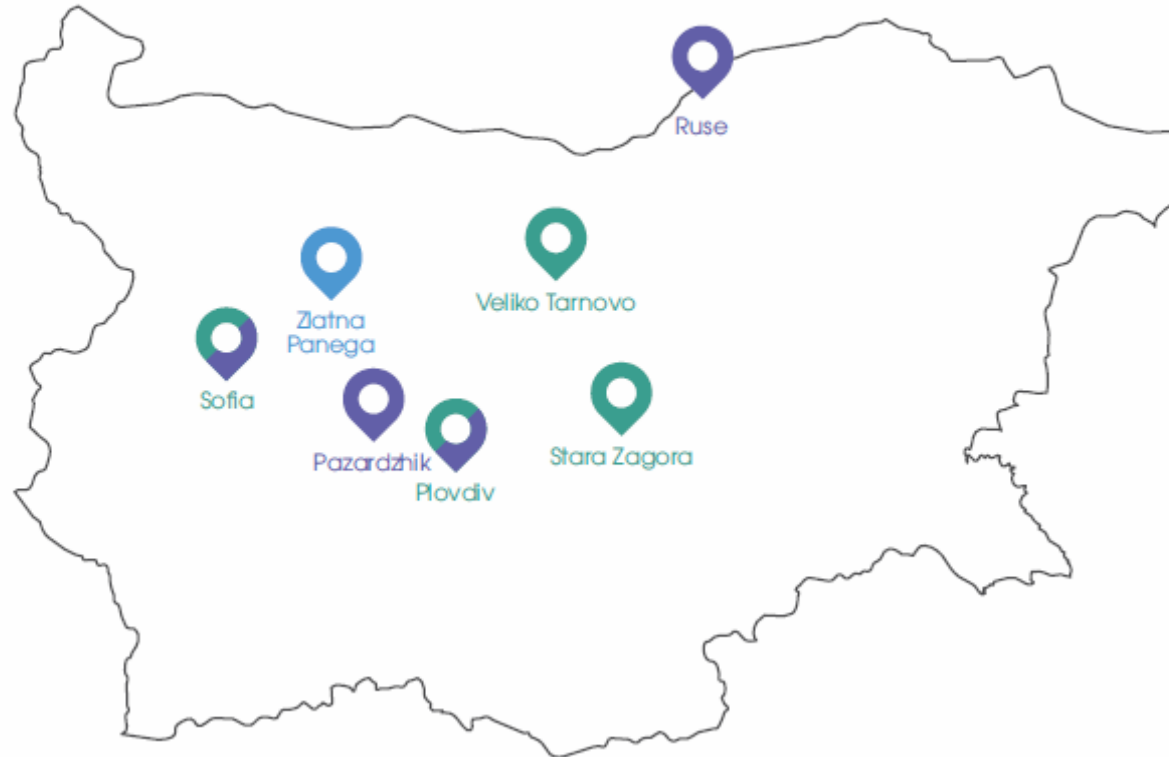 Ruse
Veliko Tarnovo
Zlatna
Panega
Sofia
Pazardzhik
Stara Zagora
Plovdiv